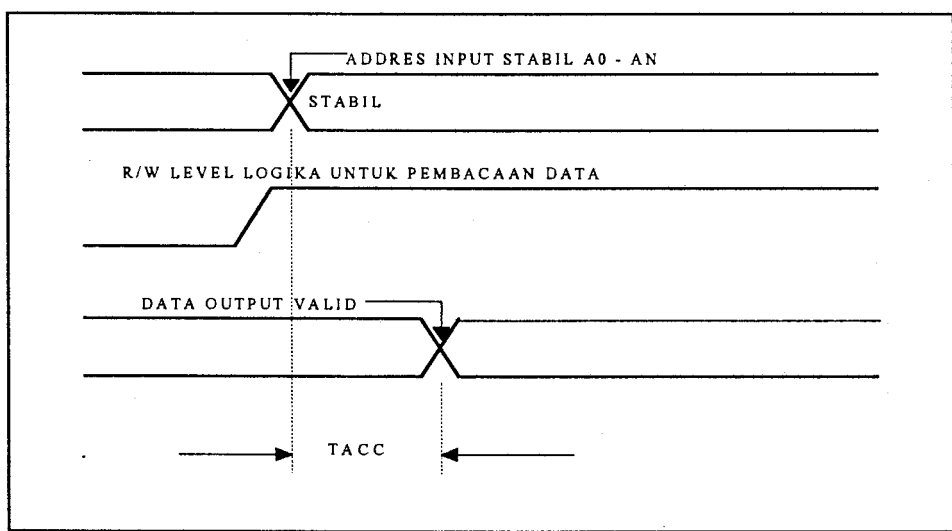 ADDRES INPUT STABIL A0 - AN
STABIL
R/W LEVEL LOGIKA UNTUK PEMBACAAN DATA
DATA OUTPUT VALID
TACC